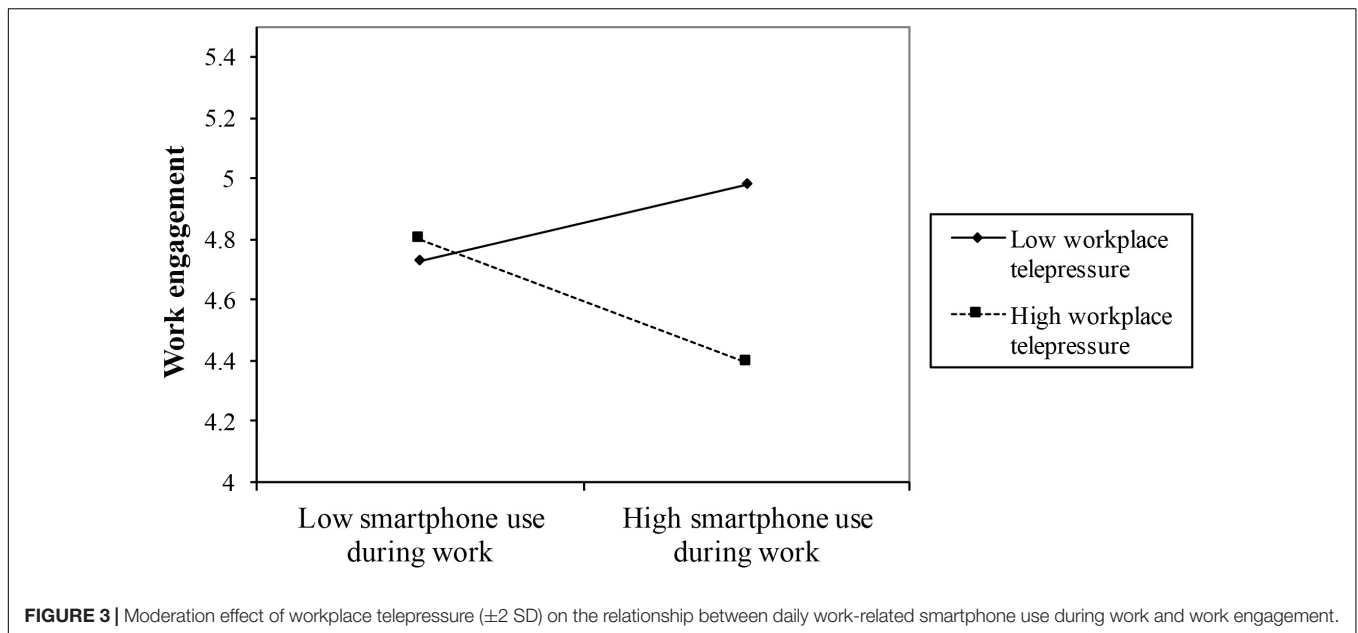 5.4
5.2
5
4.8
4.6
4.4
4.2
4
Work engagement
Low smartphone use
during work
High smartphone use
during work
Low workplace
telepressure
High workplace
telepressure
FIGURE 3 | Moderation effect of workplace telepressure (±2 SD) on the relationship between daily work-related smartphone use during work and work engagement.